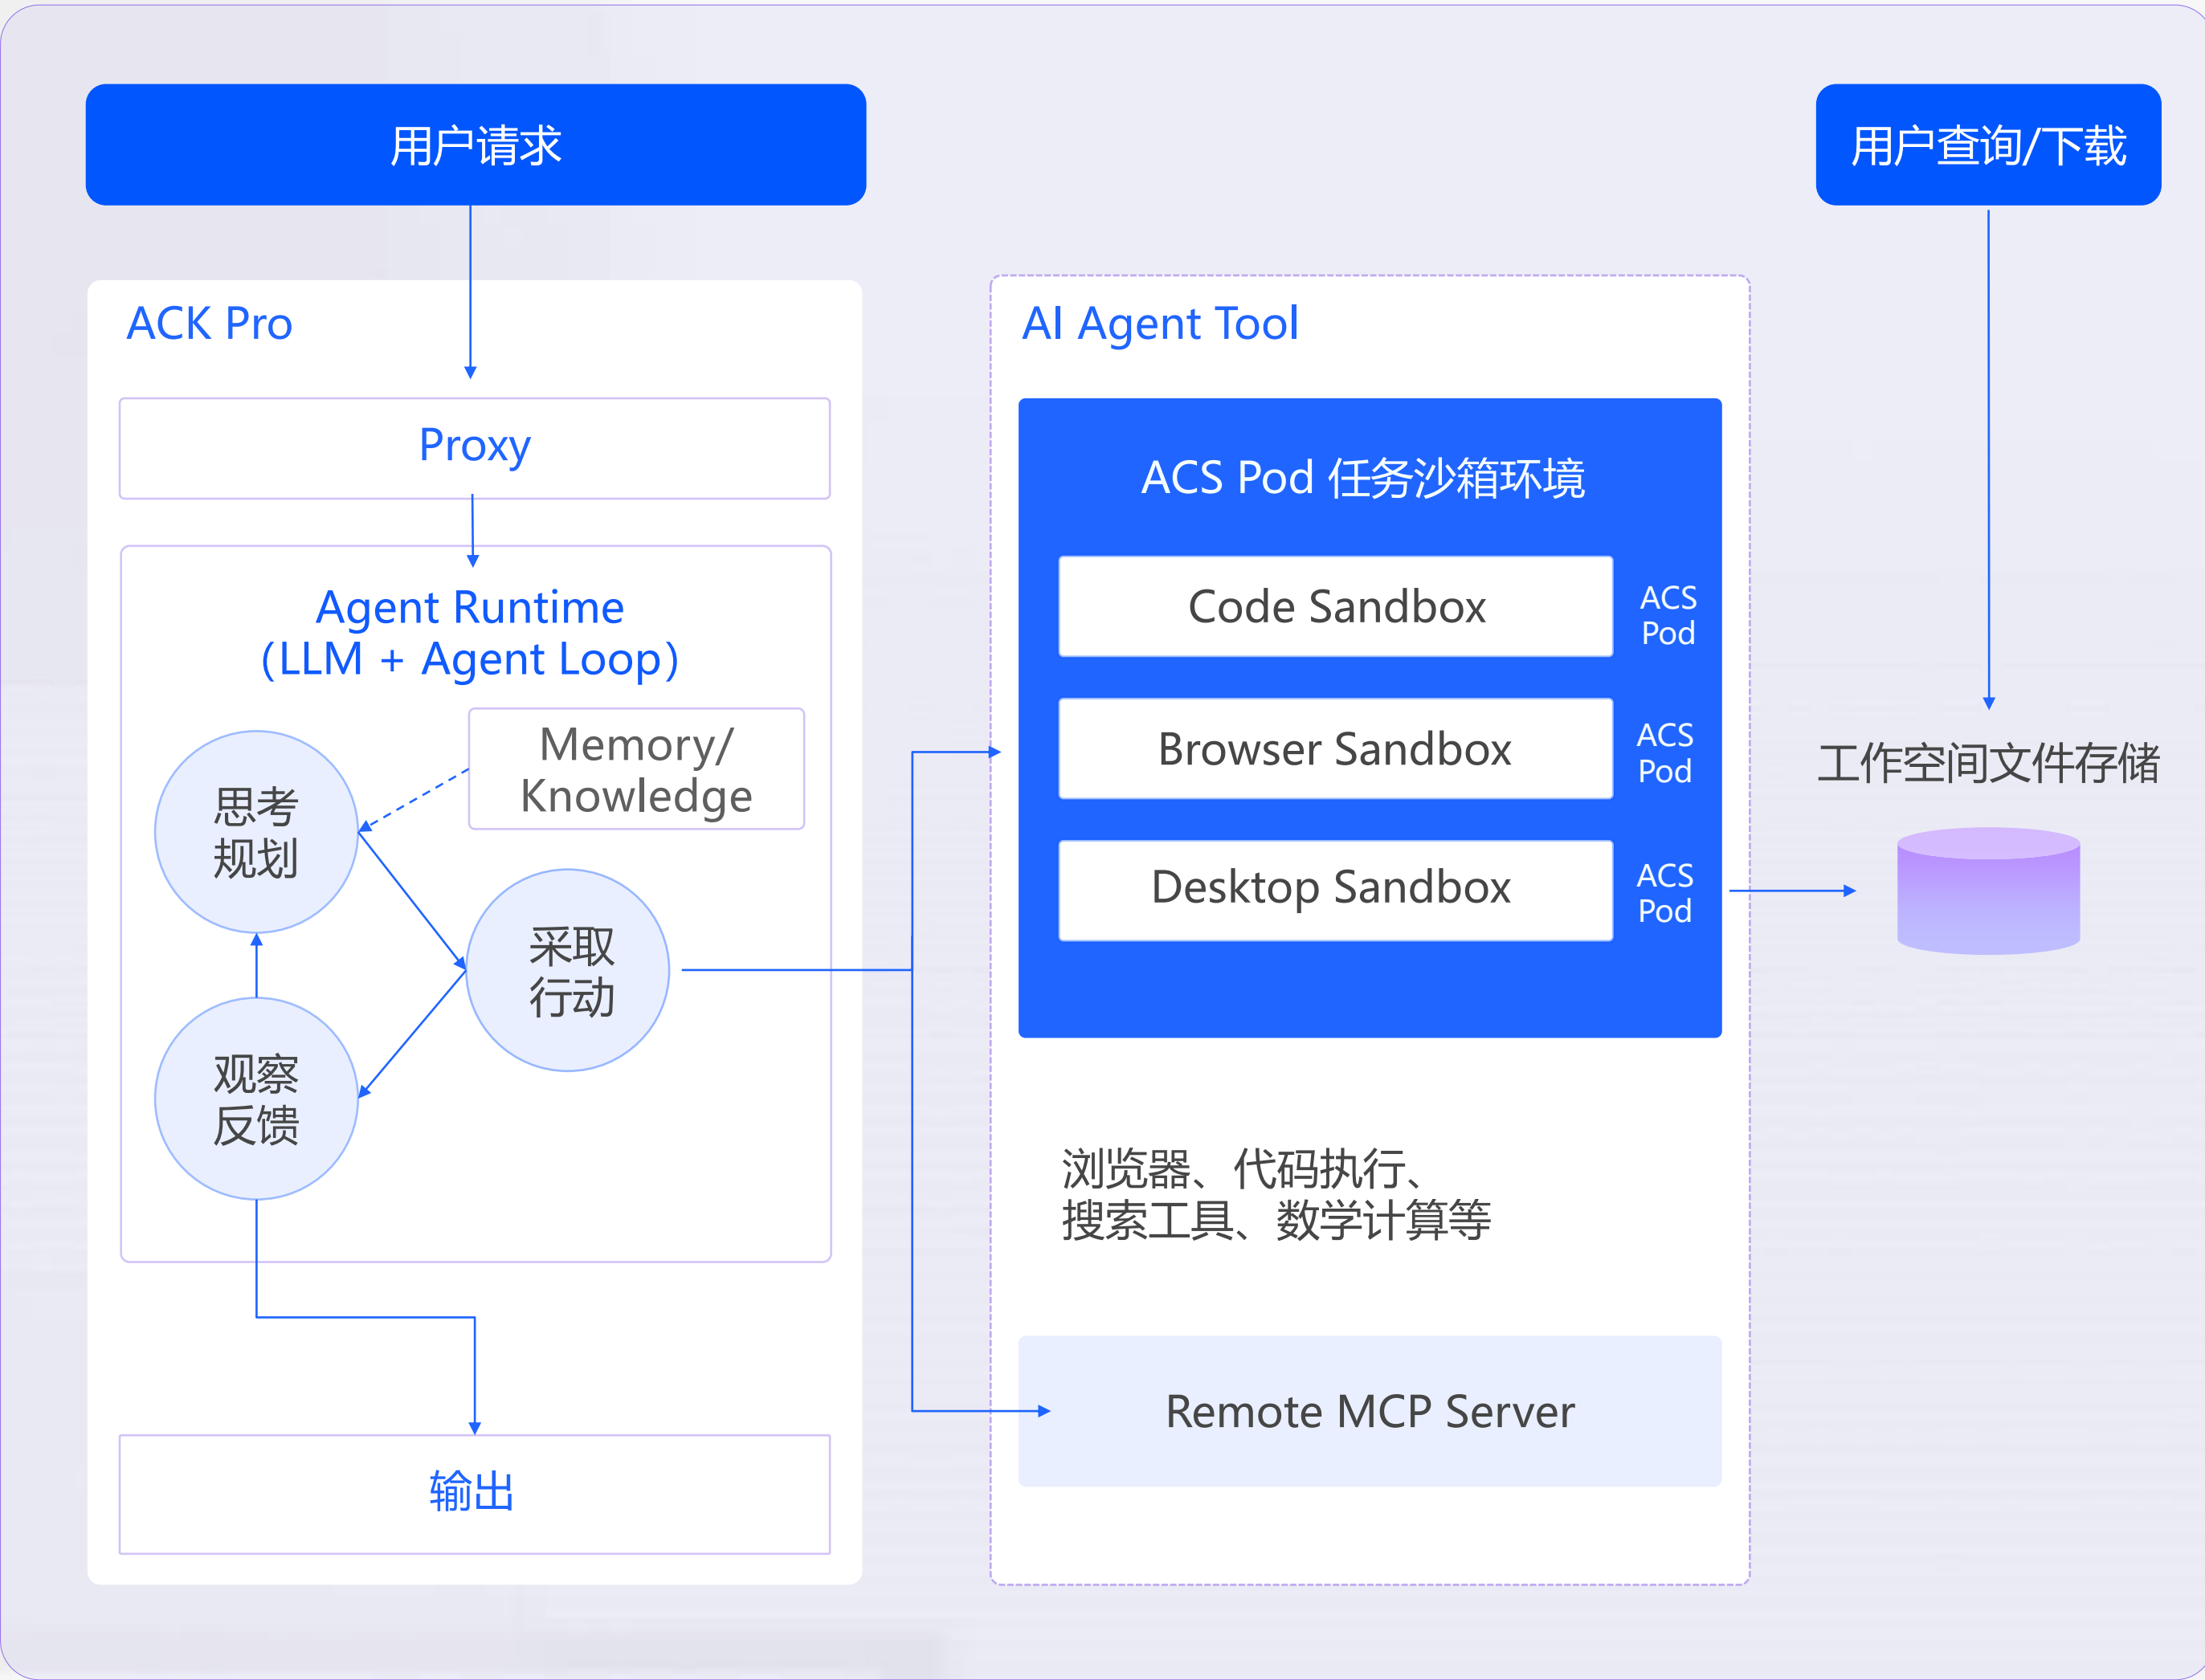 用户请求
用户查询/下载
ACK Pro
Proxy
Agent Runtime
(LLM + Agent Loop)
Memory/
Knowledge
思考
规划
采取
行动
观察
反馈
输出
AI Agent Tool
ACS Pod 任务沙箱环境
Code Sandbox
ACS
Pod
Browser Sandbox
ACS
Pod
Desktop Sandbox
ACS
Pod
浏览器、代码执行、
搜索工具、数学计算等
Remote MCP Server
工作空间文件存储